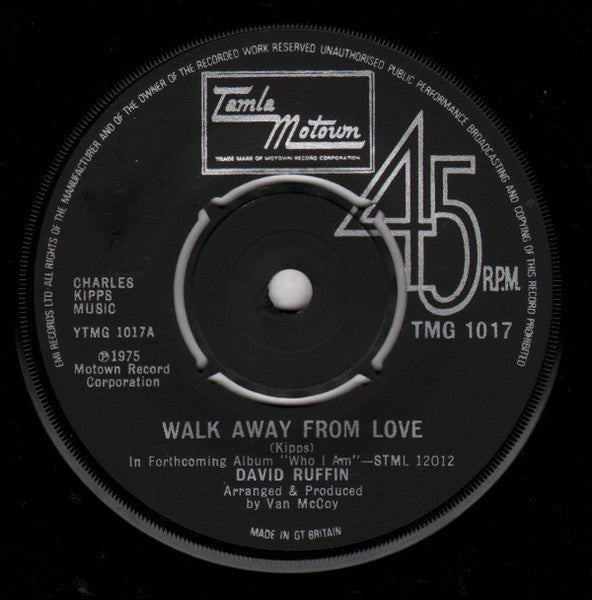 EMI RECORDS LTD ALL RIGHTS OF THE MANUFACTURER AND OF THE OWNER OF THE RECORDED WORK RESERVED UNAUTHORISED PUBLIC PERFORMANCE BROADCASTING AND COPYING OF THIS RECORD PROHIBITED
Tamla
Motown
TRADE MARK OF MOTOWN RECORD CORPORATION
45
R.P.M.
TMG 1017
CHARLES
KIPPS
MUSIC
YTMG 1017A
℗1975
Motown Record
Corporation
WALK AWAY FROM LOVE
(Kipps)
In Forthcoming Album "Who I Am"—STML 12012
DAVID RUFFIN
Arranged & Produced
by Van McCoy
MADE IN GT BRITAIN